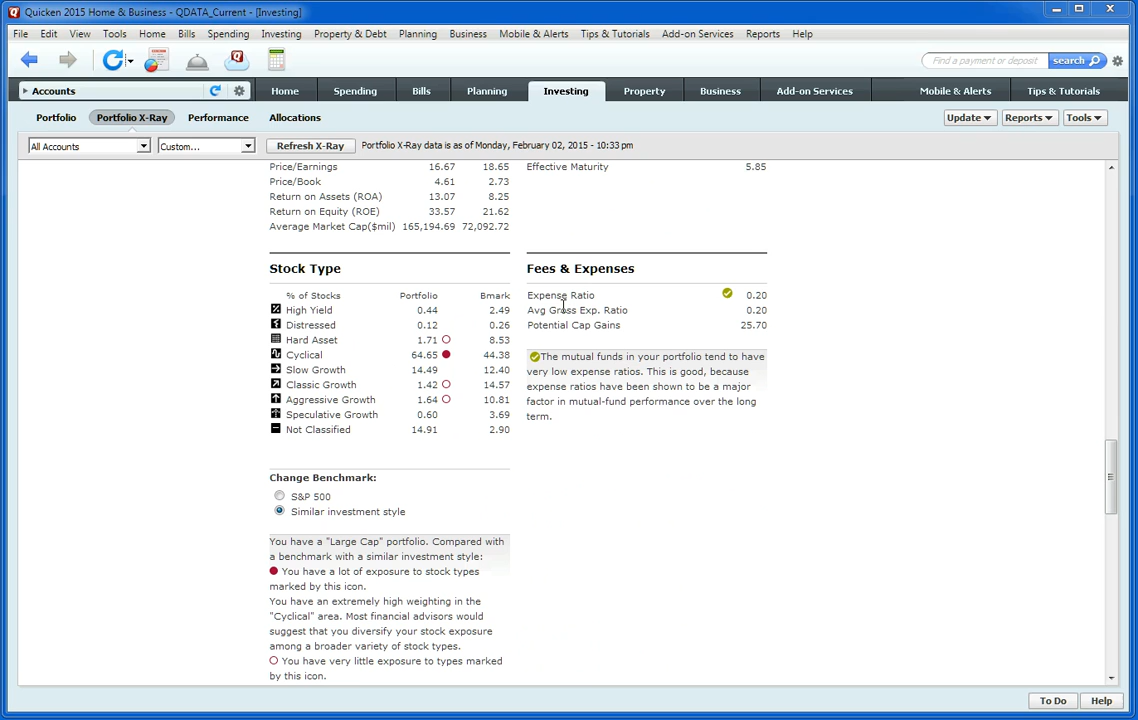 Quicken 2015 Home & Business - QDATA_Current - [Investing]
File Edit View Tools Home Bills Spending Investing Property & Debt Planning Business Mobile & Alerts Tips & Tutorials Add-on Services Reports Help
Find a payment or deposit search
Accounts Home Spending Bills Planning Investing Property Business Add-on Services Mobile & Alerts Tips & Tutorials
Portfolio Portfolio X-Ray Performance Allocations Update Reports Tools
All Accounts Custom... Refresh X-Ray Portfolio X-Ray data is as of Monday, February 02, 2015 - 10:33 pm
Price/Earnings 16.67 18.65
Price/Book 4.61 2.73
Return on Assets (ROA) 13.07 8.25
Return on Equity (ROE) 33.57 21.62
Average Market Cap($mil) 165,194.69 72,092.72
Effective Maturity 5.85
Stock Type
% of Stocks Portfolio Bmark
High Yield 0.44 2.49
Distressed 0.12 0.26
Hard Asset 1.71 8.53
Cyclical 64.65 44.38
Slow Growth 14.49 12.40
Classic Growth 1.42 14.57
Aggressive Growth 1.64 10.81
Speculative Growth 0.60 3.69
Not Classified 14.91 2.90
Change Benchmark:
S&P 500
Similar investment style
You have a "Large Cap" portfolio. Compared with
a benchmark with a similar investment style:
You have a lot of exposure to stock types
marked by this icon.
You have an extremely high weighting in the
"Cyclical" area. Most financial advisors would
suggest that you diversify your stock exposure
among a broader variety of stock types.
You have very little exposure to types marked
by this icon.
Fees & Expenses
Expense Ratio 0.20
Avg Gross Exp. Ratio 0.20
Potential Cap Gains 25.70
The mutual funds in your portfolio tend to have
very low expense ratios. This is good, because
expense ratios have been shown to be a major
factor in mutual-fund performance over the long
term.
To Do Help